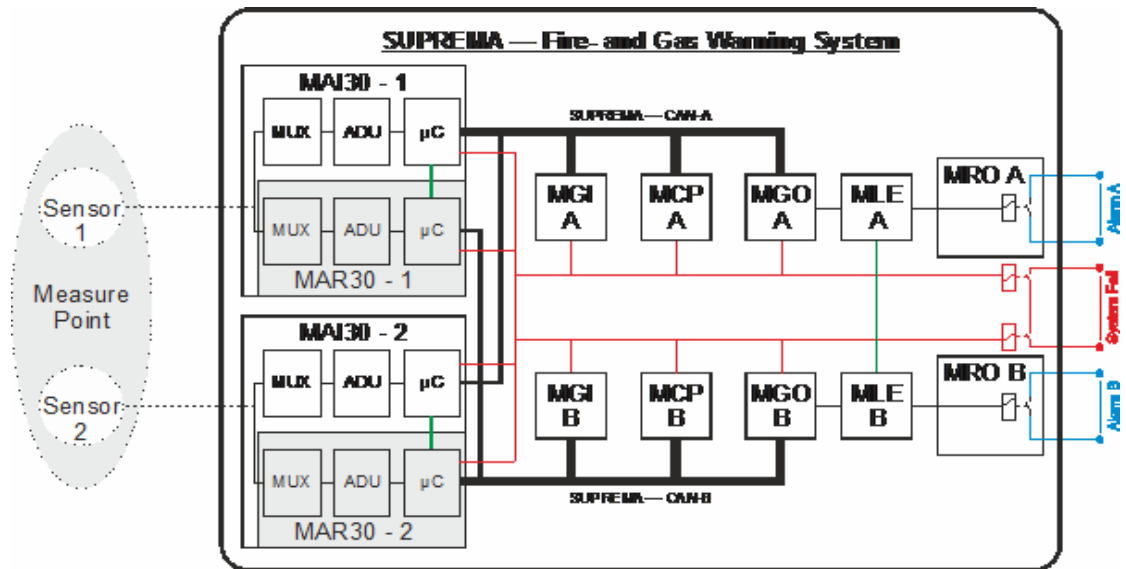 SUPREMA — Fire- and Gas Warning System
MAI30 - 1
MUX
ADU
µC
MUX
ADU
µC
MAR30 - 1
SUPREMA — CAN-A
MGI
A
MCP
A
MGO
A
MLE
A
MRO A
Alarm A
Sensor
1
Measure
Point
Sensor
2
System Fail
MAI30 - 2
MUX
ADU
µC
MUX
ADU
µC
MAR30 - 2
MGI
B
MCP
B
MGO
B
MLE
B
MRO B
Alarm B
SUPREMA — CAN-B